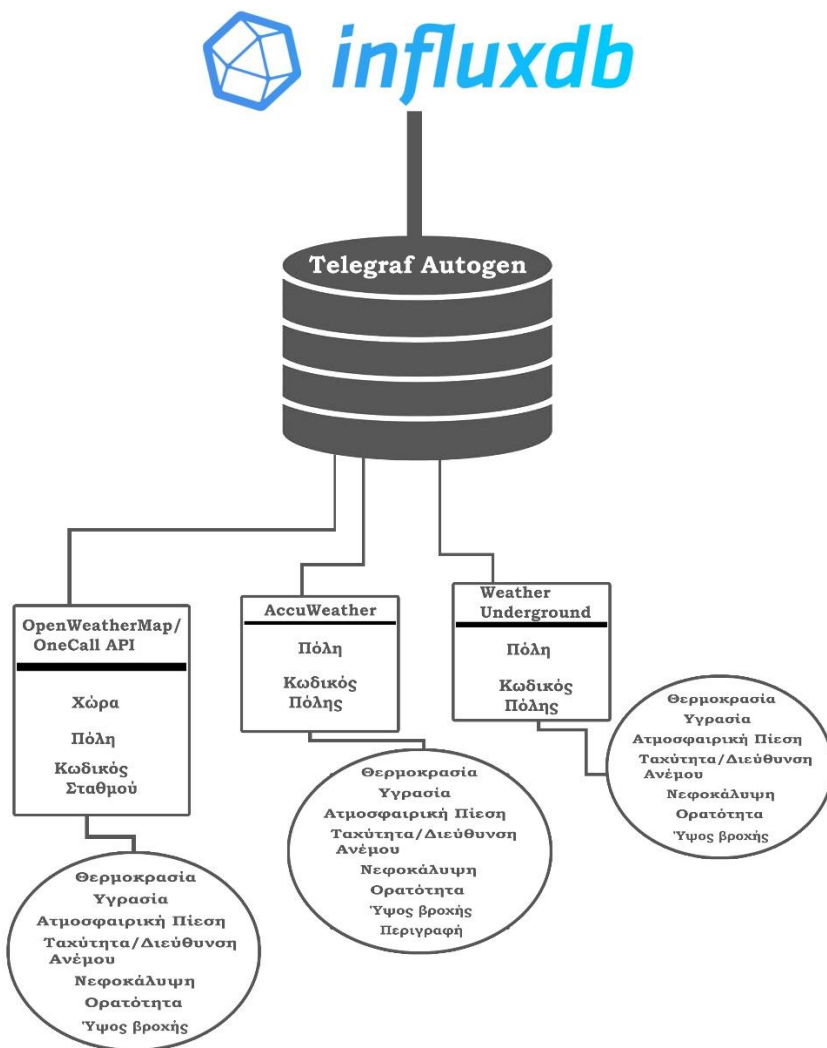 influxdb
Telegraf Autogen
OpenWeatherMap/
OneCall API
Χώρα
Πόλη
Κωδικός
Σταθμού
Θερμοκρασία
Υγρασία
Ατμοσφαιρική Πίεση
Ταχύτητα/Διεύθυνση
Ανέμου
Νεφοκάλυψη
Ορατότητα
Ύψος βροχής
AccuWeather
Πόλη
Κωδικός
Πόλης
Θερμοκρασία
Υγρασία
Ατμοσφαιρική Πίεση
Ταχύτητα/Διεύθυνση
Ανέμου
Νεφοκάλυψη
Ορατότητα
Ύψος βροχής
Περιγραφή
Weather
Underground
Πόλη
Κωδικός
Πόλης
Θερμοκρασία
Υγρασία
Ατμοσφαιρική Πίεση
Ταχύτητα/Διεύθυνση
Ανέμου
Νεφοκάλυψη
Ορατότητα
Ύψος βροχής